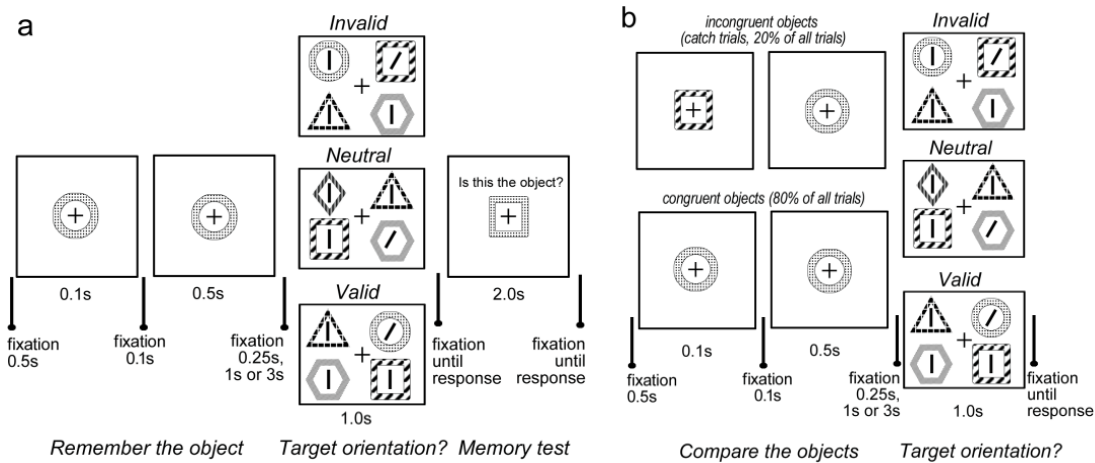 a
Invalid
Neutral
Is this the object?
0.1s
0.5s
2.0s
Valid
fixation
0.5s
fixation
0.1s
fixation
0.25s,
1s or 3s
fixation
until
response
fixation
until
response
1.0s
Remember the object
Target orientation?
Memory test
b
incongruent objects
(catch trials, 20% of all trials)
Invalid
Neutral
congruent objects (80% of all trials)
Valid
0.1s
0.5s
fixation
0.5s
fixation
0.1s
fixation
0.25s,
1s or 3s
1.0s
fixation
until
response
Compare the objects
Target orientation?